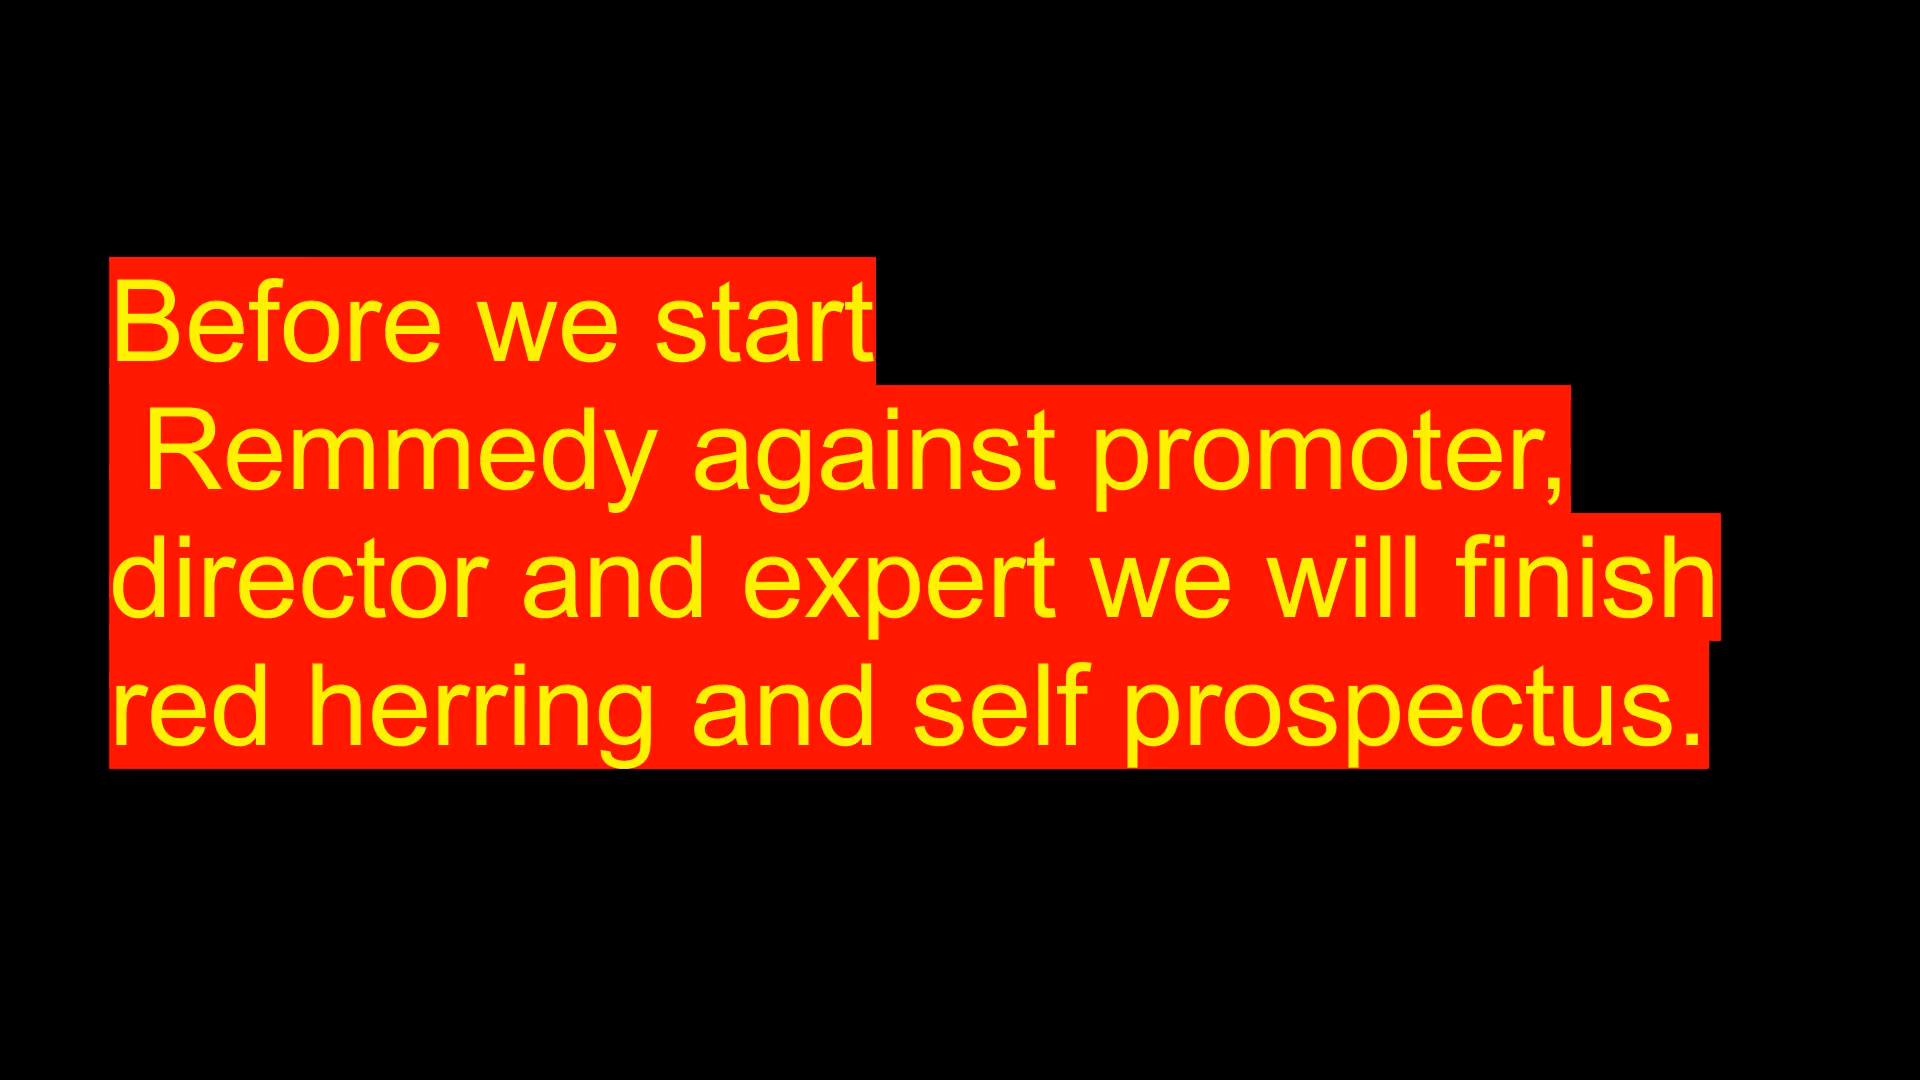 Before we start
Remmedy against promoter,
director and expert we will finish
red herring and self prospectus.